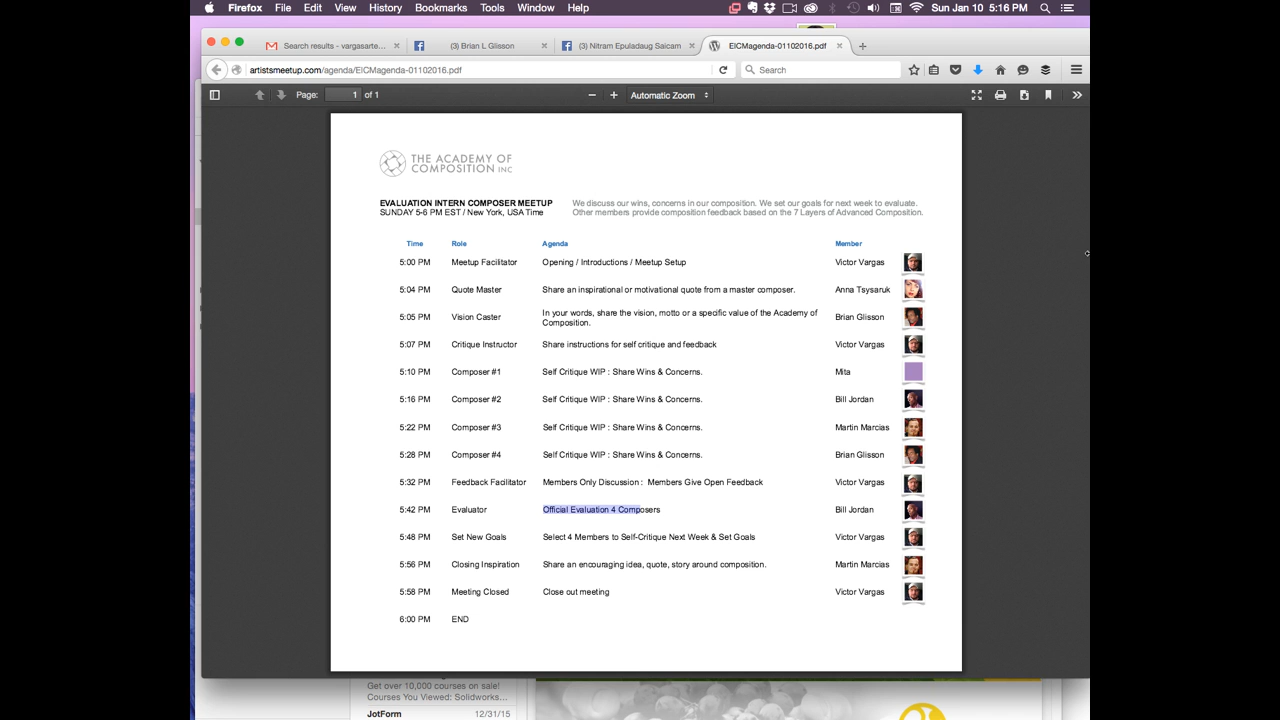 Firefox File Edit View History Bookmarks Tools Window Help Sun Jan 10 5:16 PM
Search results - vargasarte... (3) Brian L Glisson (3) Nitram Epuladaug Saicam EICMagenda-01102016.pdf
artistsmeetup.com/agenda/EICMagenda-01102016.pdf Search
Page: 1 of 1 Automatic Zoom
THE ACADEMY OF
COMPOSITION INC
EVALUATION INTERN COMPOSER MEETUP We discuss our wins, concerns in our composition. We set our goals for next week to evaluate.
SUNDAY 5-6 PM EST / New York, USA Time Other members provide composition feedback based on the 7 Layers of Advanced Composition.
Time Role Agenda Member
5:00 PM Meetup Facilitator Opening / Introductions / Meetup Setup Victor Vargas
5:04 PM Quote Master Share an inspirational or motivational quote from a master composer. Anna Tsysaruk
5:05 PM Vision Caster In your words, share the vision, motto or a specific value of the Academy of
Composition. Brian Glisson
5:07 PM Critique Instructor Share instructions for self critique and feedback Victor Vargas
5:10 PM Composer #1 Self Critique WIP : Share Wins & Concerns. Mita
5:16 PM Composer #2 Self Critique WIP : Share Wins & Concerns. Bill Jordan
5:22 PM Composer #3 Self Critique WIP : Share Wins & Concerns. Martin Marcias
5:28 PM Composer #4 Self Critique WIP : Share Wins & Concerns. Brian Glisson
5:32 PM Feedback Facilitator Members Only Discussion : Members Give Open Feedback Victor Vargas
5:42 PM Evaluator Official Evaluation 4 Composers Bill Jordan
5:48 PM Set New Goals Select 4 Members to Self-Critique Next Week & Set Goals Victor Vargas
5:56 PM Closing Inspiration Share an encouraging idea, quote, story around composition. Martin Marcias
5:58 PM Meeting Closed Close out meeting Victor Vargas
6:00 PM END
Get over 10,000 courses on sale!
Courses You Viewed: Solidworks...
JotForm 12/31/15